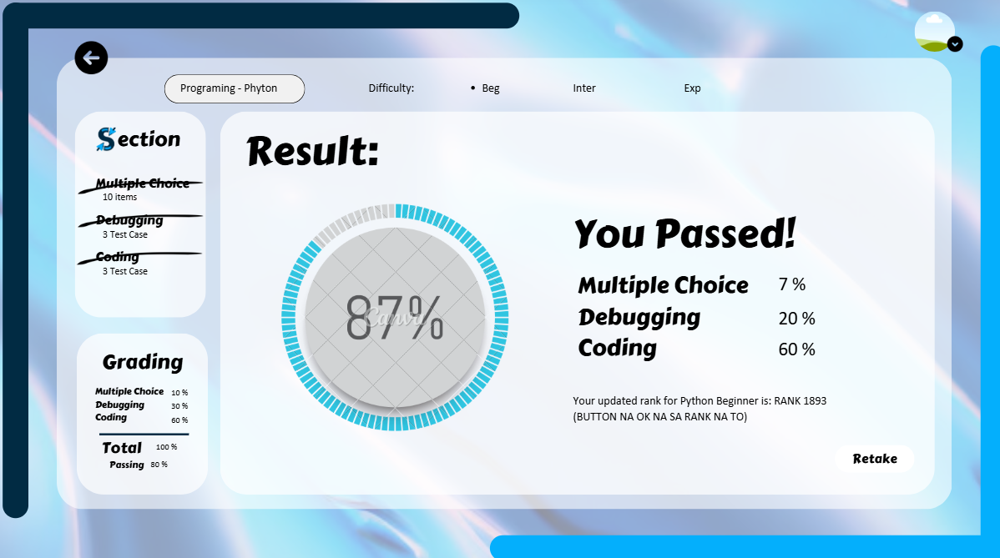 Programing - Phyton
Difficulty:
• Beg
Inter
Exp
Section
Multiple Choice
10 items
Debugging
3 Test Case
Coding
3 Test Case
Grading
Multiple Choice 10 %
Debugging 30 %
Coding 60 %
Total 100 %
Passing 80 %
Result:
87%
Canva
You Passed!
Multiple Choice 7 %
Debugging 20 %
Coding 60 %
Your updated rank for Python Beginner is: RANK 1893
(BUTTON NA OK NA SA RANK NA TO)
Retake